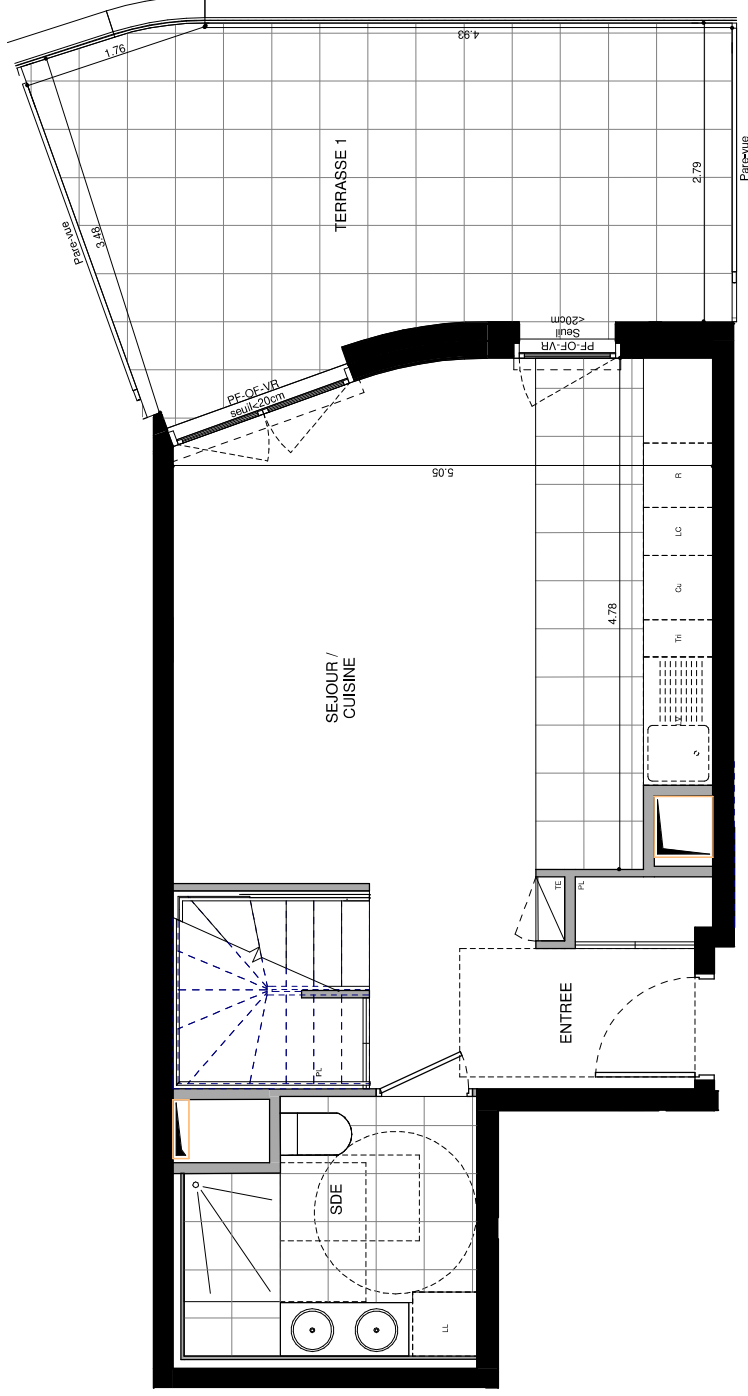 1.76
4.93
TERRASSE 1
2.79
Pare-vue
Pare-vue
3.48
Seuil
<20cm
PF-OF-VR
PF-OF-VR
seuil<20cm
5.05
R
LC
4.78
Cu
Tri
SEJOUR /
CUISINE
TE
PL
ENTREE
PL
SDE
LL